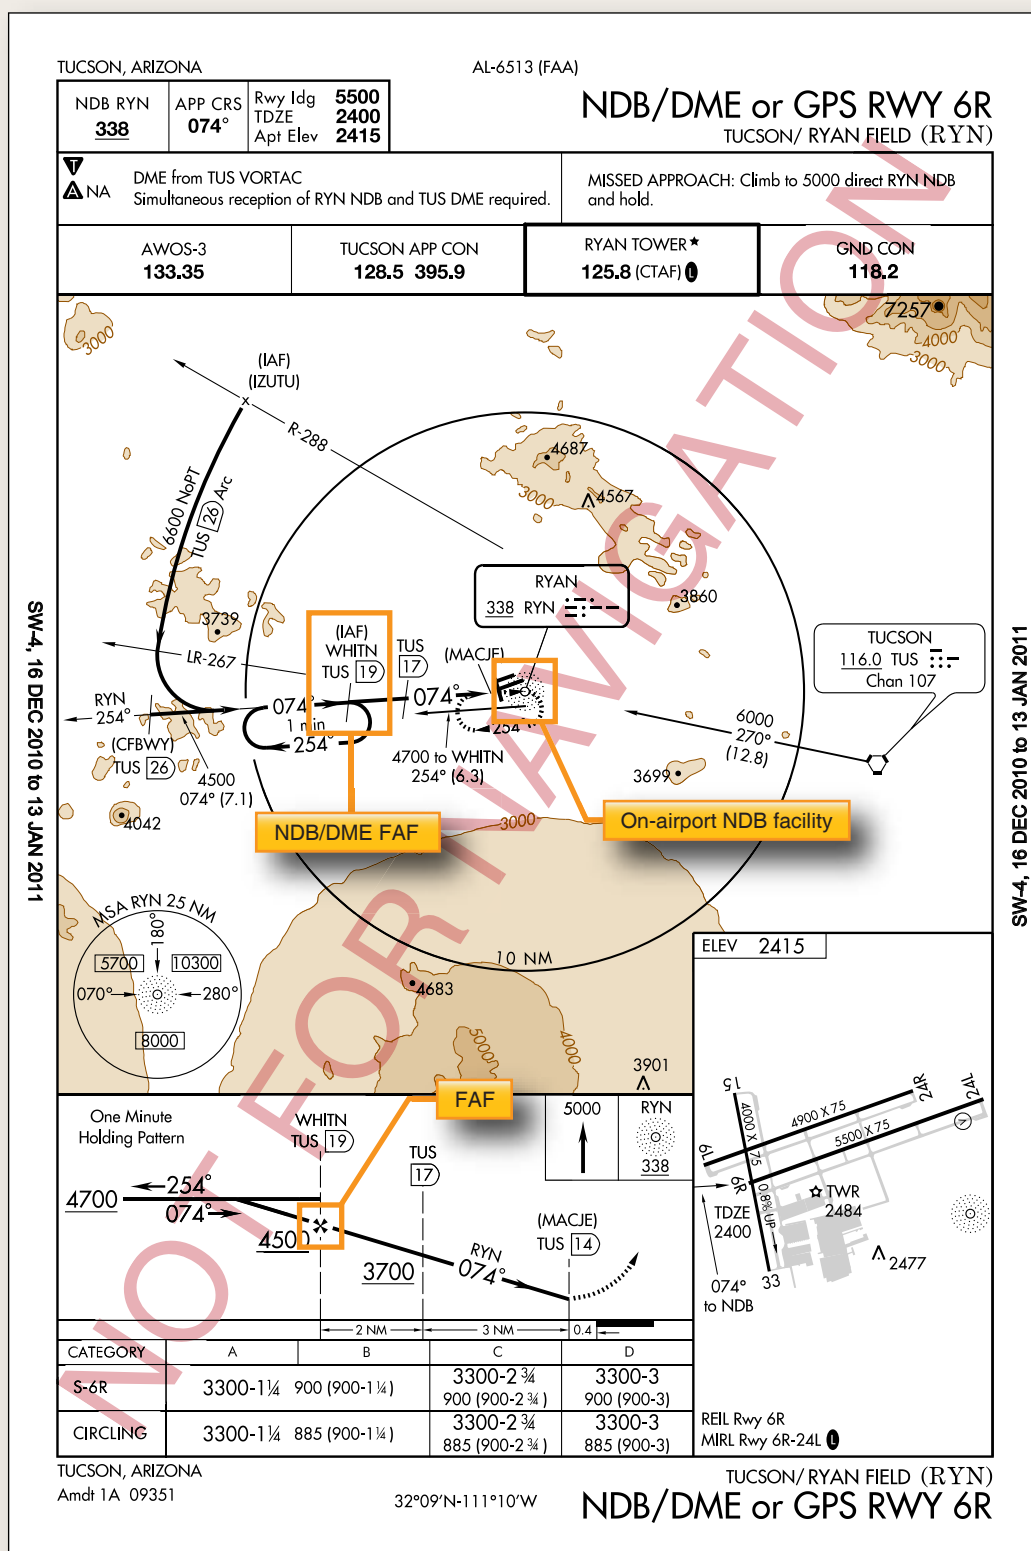 TUCSON, ARIZONA
AL-6513 (FAA)
NDB/DME or GPS RWY 6R
TUCSON/ RYAN FIELD (RYN)
NDB RYN
338
APP CRS
074°
Rwy ldg 5500
TDZE 2400
Apt Elev 2415
T
A NA
DME from TUS VORTAC
Simultaneous reception of RYN NDB and TUS DME required.
MISSED APPROACH: Climb to 5000 direct RYN NDB
and hold.
AWOS-3
133.35
TUCSON APP CON
128.5 395.9
RYAN TOWER★
125.8 (CTAF) L
GND CON
118.2
NOT FOR NAVIGATION
SW-4, 16 DEC 2010 to 13 JAN 2011
SW-4, 16 DEC 2010 to 13 JAN 2011
3000
7257
4000
3000
(IAF)
(IZUTU)
x
R-288
6600 NoPT
TUS 26 Arc
4687
3000
4567
RYAN
338 RYN
3860
3739
LR-267
(IAF)
WHITN
TUS 19
TUS
17
(MACJE)
TUCSON
116.0 TUS
Chan 107
RYN
254°
074°
1 min
254°
074°
254°
(CFBWY)
TUS 26
4500
074° (7.1)
4700 to WHITN
254° (6.3)
6000
270°
(12.8)
3699
4042
NDB/DME FAF
3000
On-airport NDB facility
MSA RYN 25 NM
180°
5700
10300
070°
280°
8000
10 NM
4683
5000
4000
3901
ELEV 2415
FAF
One Minute
Holding Pattern
WHITN
TUS 19
TUS
17
5000
RYN
338
4700
254°
074°
4500
3700
RYN
074°
(MACJE)
TUS 14
2 NM
3 NM
0.4
15
24R
24L
4900 X 75
5500 X 75
4000 X 75
19
6R
0.8% UP
TDZE
2400
TWR
2484
V
2477
33
074°
to NDB
CATEGORY A B C D
S-6R 3300-1¼ 900 (900-1¼) 3300-2¾ 900 (900-2¾) 3300-3 900 (900-3)
CIRCLING 3300-1¼ 885 (900-1¼) 3300-2¾ 885 (900-2¾) 3300-3 885 (900-3)
REIL Rwy 6R
MIRL Rwy 6R-24L L
TUCSON, ARIZONA
Amdt 1A 09351
32°09'N-111°10'W
TUCSON/ RYAN FIELD (RYN)
NDB/DME or GPS RWY 6R